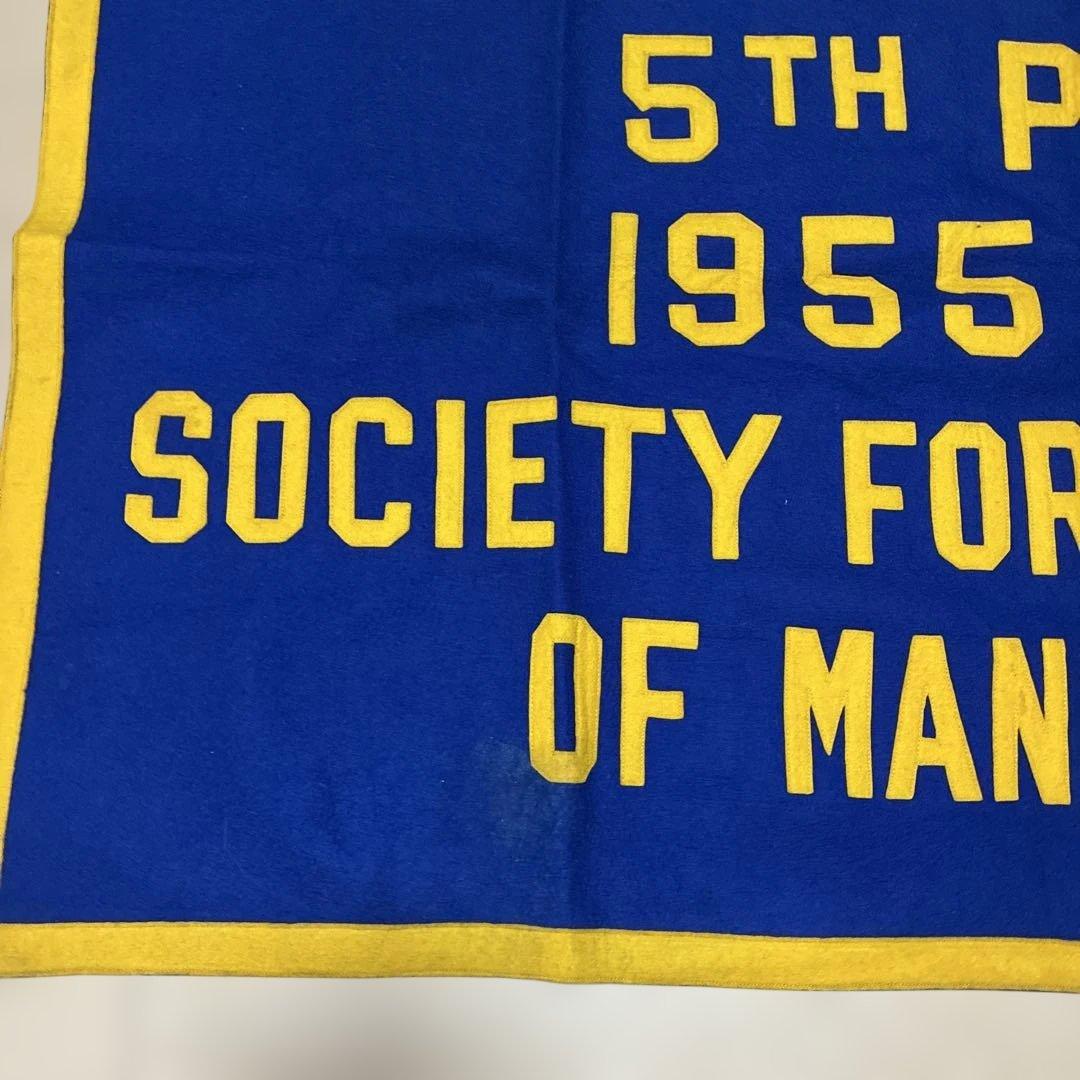 5TH P
1955
SOCIETY FOR
OF MAN